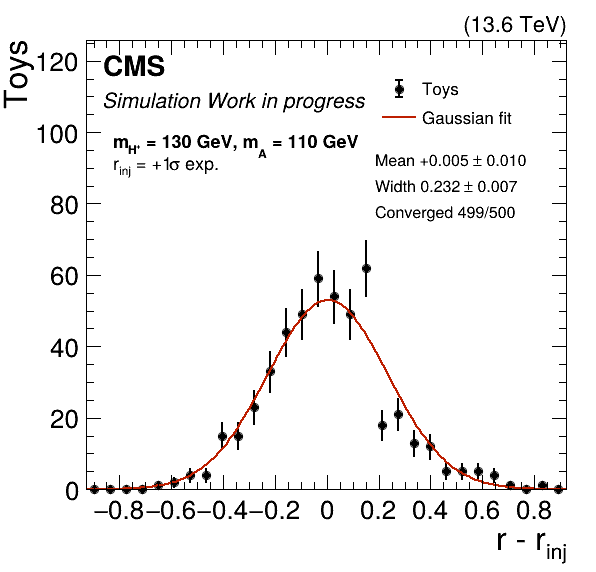 (13.6 TeV)
Toys
CMS
Simulation Work in progress
m_H⁺ = 130 GeV, m_A = 110 GeV
r_inj = +1σ exp.
Toys
Gaussian fit
Mean +0.005 ± 0.010
Width 0.232 ± 0.007
Converged 499/500
120
100
80
60
40
20
0
−0.8 −0.6 −0.4 −0.2 0 0.2 0.4 0.6 0.8
r - r_inj